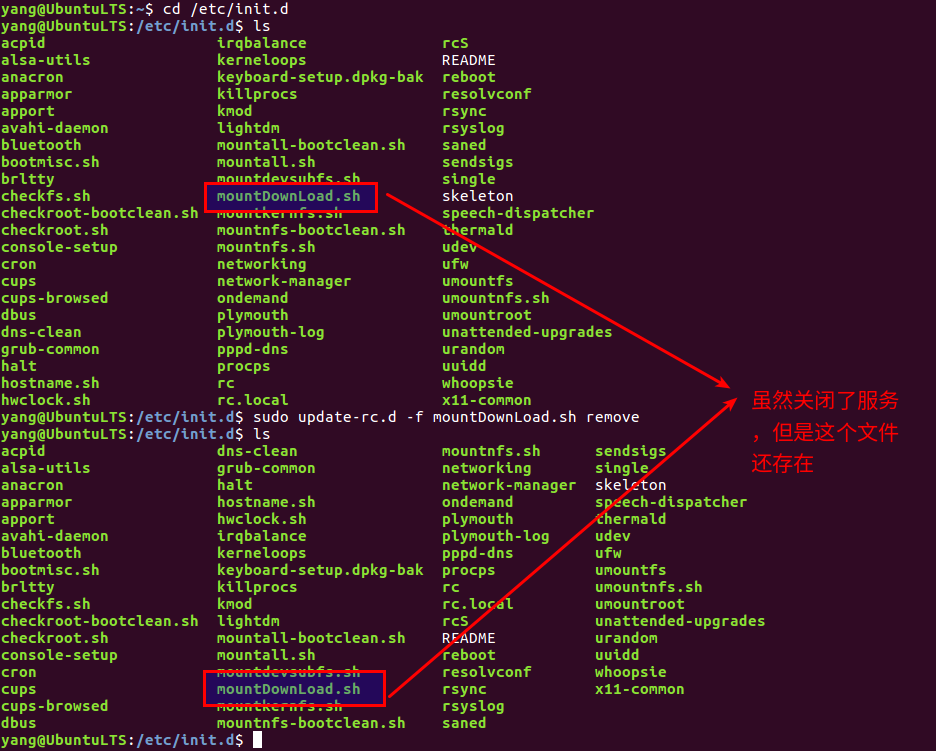 yang@UbuntuLTS:~$ cd /etc/init.d
yang@UbuntuLTS:/etc/init.d$ ls
acpid irqbalance rcS
alsa-utils kerneloops README
anacron keyboard-setup.dpkg-bak reboot
apparmor killprocs resolvconf
apport kmod rsync
avahi-daemon lightdm rsyslog
bluetooth mountall-bootclean.sh saned
bootmisc.sh mountall.sh sendsigs
brltty mountdevsubfs.sh single
checkfs.sh mountDownLoad.sh skeleton
checkroot-bootclean.sh mountkernfs.sh speech-dispatcher
checkroot.sh mountnfs-bootclean.sh thermald
console-setup mountnfs.sh udev
cron networking ufw
cups network-manager umountfs
cups-browsed ondemand umountnfs.sh
dbus plymouth umountroot
dns-clean plymouth-log unattended-upgrades
grub-common pppd-dns urandom
halt procps uuidd
hostname.sh rc whoopsie
hwclock.sh rc.local x11-common
虽然关闭了服务
，但是这个文件
还存在
yang@UbuntuLTS:/etc/init.d$ sudo update-rc.d -f mountDownLoad.sh remove
yang@UbuntuLTS:/etc/init.d$ ls
acpid dns-clean mountnfs.sh sendsigs
alsa-utils grub-common networking single
anacron halt network-manager skeleton
apparmor hostname.sh ondemand speech-dispatcher
apport hwclock.sh plymouth thermald
avahi-daemon irqbalance plymouth-log udev
bluetooth kerneloops pppd-dns ufw
bootmisc.sh keyboard-setup.dpkg-bak procps umountfs
brltty killprocs rc umountnfs.sh
checkfs.sh kmod rc.local umountroot
checkroot-bootclean.sh lightdm rcS unattended-upgrades
checkroot.sh mountall-bootclean.sh README urandom
console-setup mountall.sh reboot uuidd
cron mountdevsubfs.sh resolvconf whoopsie
cups mountDownLoad.sh rsync x11-common
cups-browsed mountkernfs.sh rsyslog
dbus mountnfs-bootclean.sh saned
yang@UbuntuLTS:/etc/init.d$